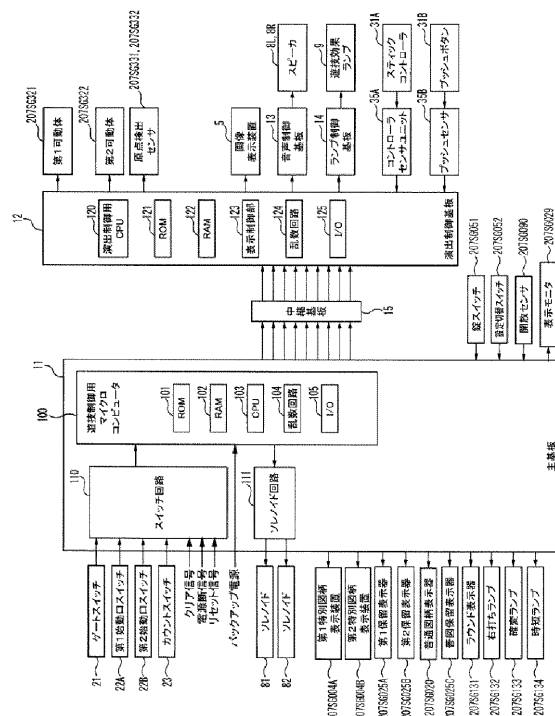 207SG321
第1可動体
207SG322
第2可動体
207SG331, 207SG332
原点検出
センサ
5
画像
表示装置
8L, 8R
スピーカ
13
音声制御
基板
9
遊技効果
ランプ
14
ランプ制御
基板
31A
スティック
コントローラ
35A
コントローラ
センサユニット
31B
プッシュボタン
35B
プッシュセンサ
12
120
演出制御用
CPU
121
ROM
122
RAM
123
表示制御部
124
乱数回路
125
I/O
演出制御基板
中継
基板
15
207SG051
錠スイッチ
207SG052
設定切替スイッチ
207SG090
開放センサ
207SG029
表示モニタ
11
100
遊技制御用
マイクロ
コンピュータ
101
ROM
102
RAM
103
CPU
104
乱数回路
105
I/O
主基板
110
スイッチ回路
111
ソレノイド回路
21
ゲートスイッチ
22A
第1始動口スイッチ
22B
第2始動口スイッチ
23
カウントスイッチ
クリア信号
電源断信号
リセット信号
バックアップ電源
81
ソレノイド
82
ソレノイド
207SG004A
第1特別図柄
表示装置
207SG004B
第2特別図柄
表示装置
207SG025A
第1保留表示器
207SG025B
第2保留表示器
207SG020
普通図柄表示器
207SG025C
普図保留表示器
207SG131
ラウンド表示器
207SG132
右打ちランプ
207SG133
確変ランプ
207SG134
時短ランプ